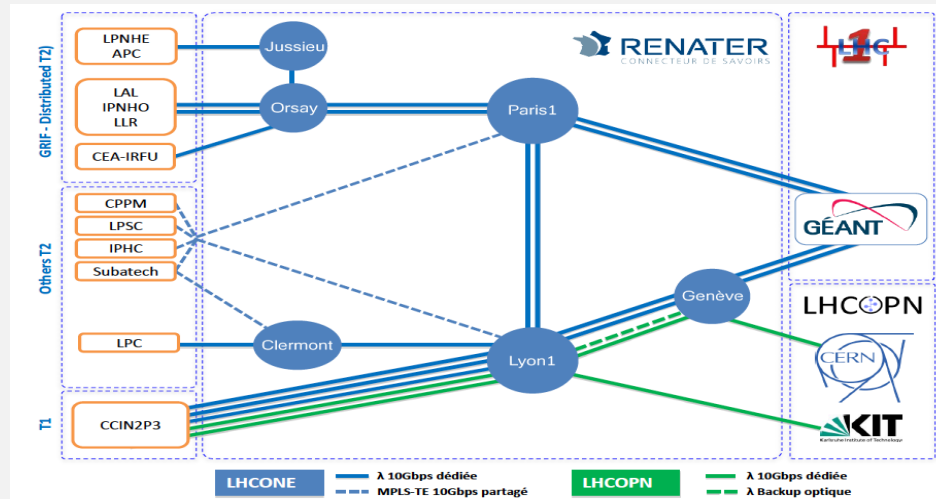 GRIF - Distributed T2)
LPNHE
APC
LAL
IPNHO
LLR
CEA-IRFU
Jussieu
Orsay
Paris1
RENATER
CONNECTEUR DE SAVOIRS
LHC
1
Others T2
CPPM
LPSC
IPHC
Subatech
LPC
Clermont
Lyon1
Genève
GÉANT
LHCOPN
CERN
KIT
Karlsruhe Institute of Technology
T1
CCIN2P3
LHCONE
λ 10Gbps dédiée
MPLS-TE 10Gbps partagé
LHCOPN
λ 10Gbps dédiée
λ Backup optique